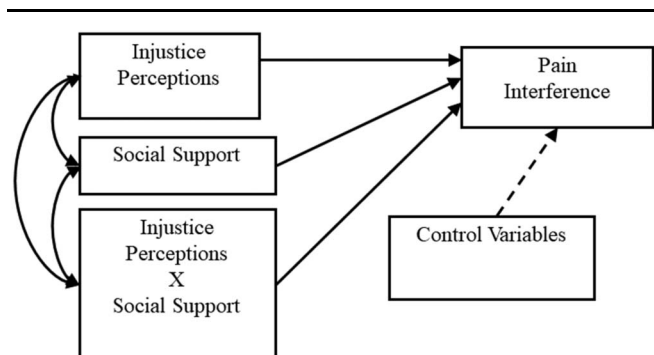 Injustice
Perceptions
Pain
Interference
Social Support
Injustice
Perceptions
X
Social Support
Control Variables